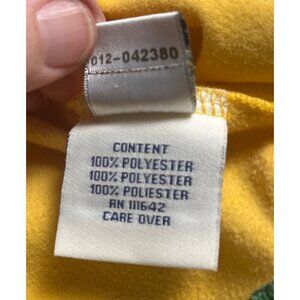 012-042380
CONTENT
100% POLYESTER
100% POLYESTER
100% POLIESTER
RN 111642
CARE OVER